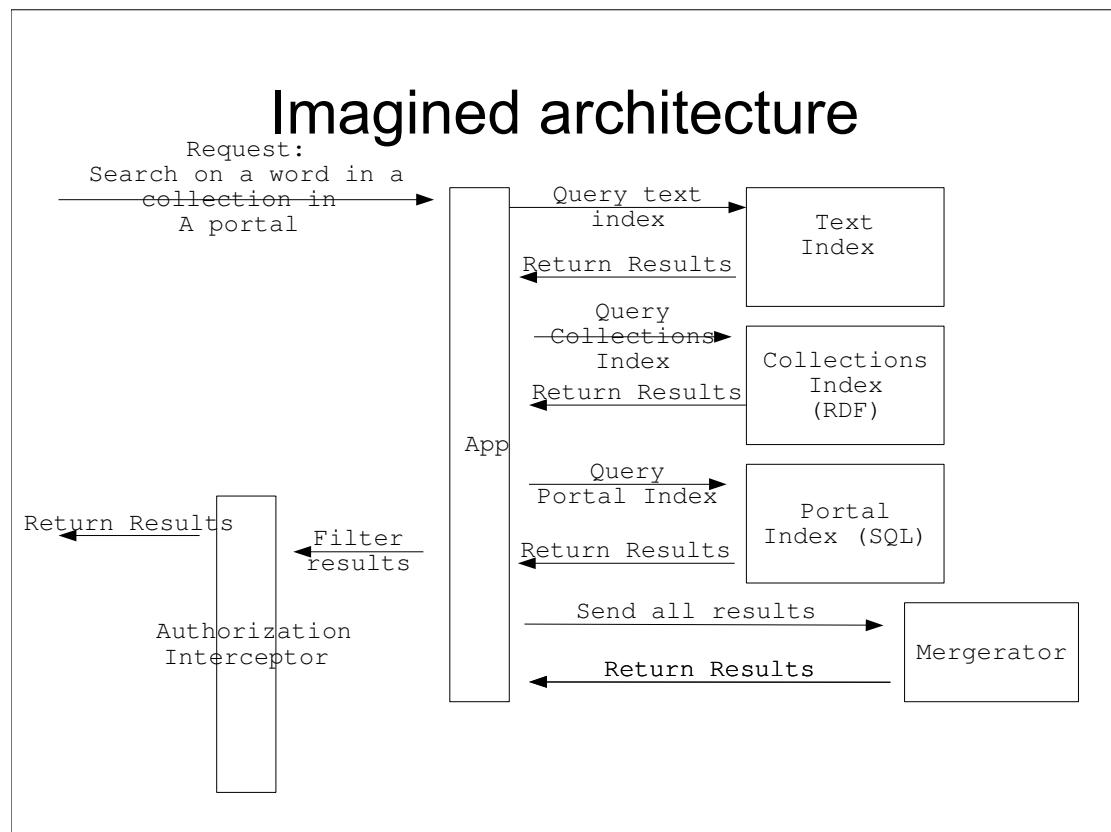 Imagined architecture
Request:
Search on a word in a
collection in
A portal
Query text
index
Text
Index
Return Results
Query
Collections
Index
Collections
Index
(RDF)
Return Results
App
Query
Portal Index
Portal
Index (SQL)
Return Results
Return Results
Filter
results
Authorization
Interceptor
Send all results
Mergerator
Return Results